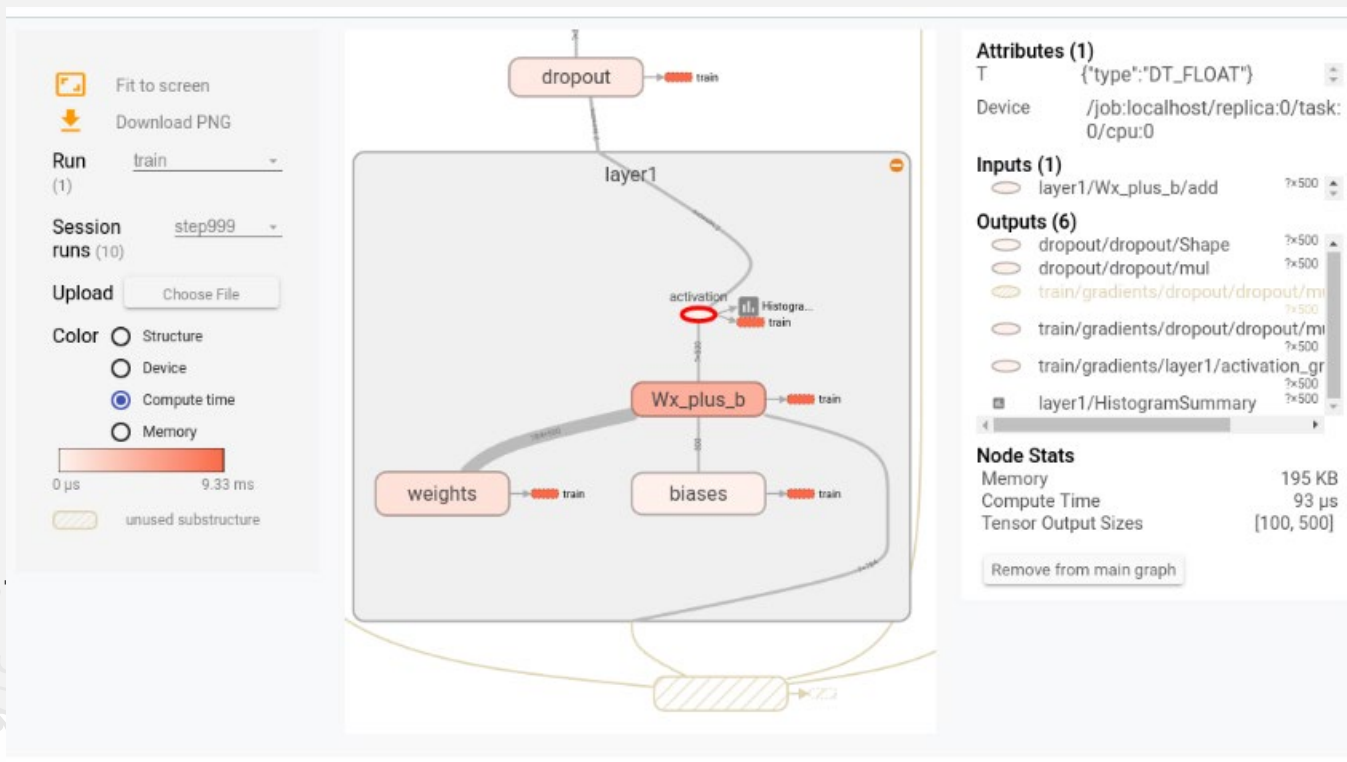 Fit to screen
Download PNG
Run train
(1)
Session step999
runs (10)
Upload Choose File
Color Structure
Device
Compute time
Memory
0 µs 9.33 ms
unused substructure
dropout train
layer1
activation Histogra...
train
Wx_plus_b train
weights train
biases train
Attributes (1)
T {"type":"DT_FLOAT"}
Device /job:localhost/replica:0/task:
0/cpu:0
Inputs (1)
layer1/Wx_plus_b/add ?×500
Outputs (6)
dropout/dropout/Shape ?×500
dropout/dropout/mul ?×500
train/gradients/dropout/dropout/mu
?×500
train/gradients/dropout/dropout/mu
?×500
train/gradients/layer1/activation_gr
?×500
layer1/HistogramSummary ?×500
Node Stats
Memory 195 KB
Compute Time 93 µs
Tensor Output Sizes [100, 500]
Remove from main graph